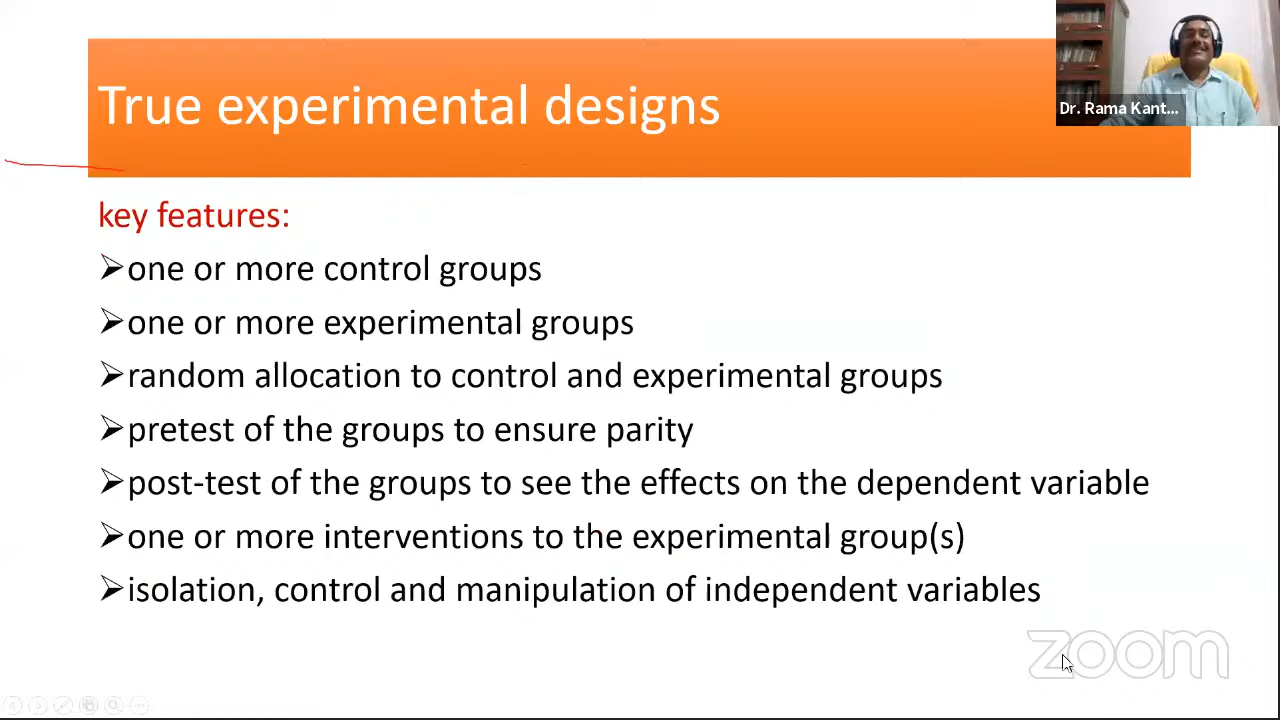 True experimental designs
Dr. Rama Kant...
key features:
➢one or more control groups
➢one or more experimental groups
➢random allocation to control and experimental groups
➢pretest of the groups to ensure parity
➢post-test of the groups to see the effects on the dependent variable
➢one or more interventions to the experimental group(s)
➢isolation, control and manipulation of independent variables
zoom